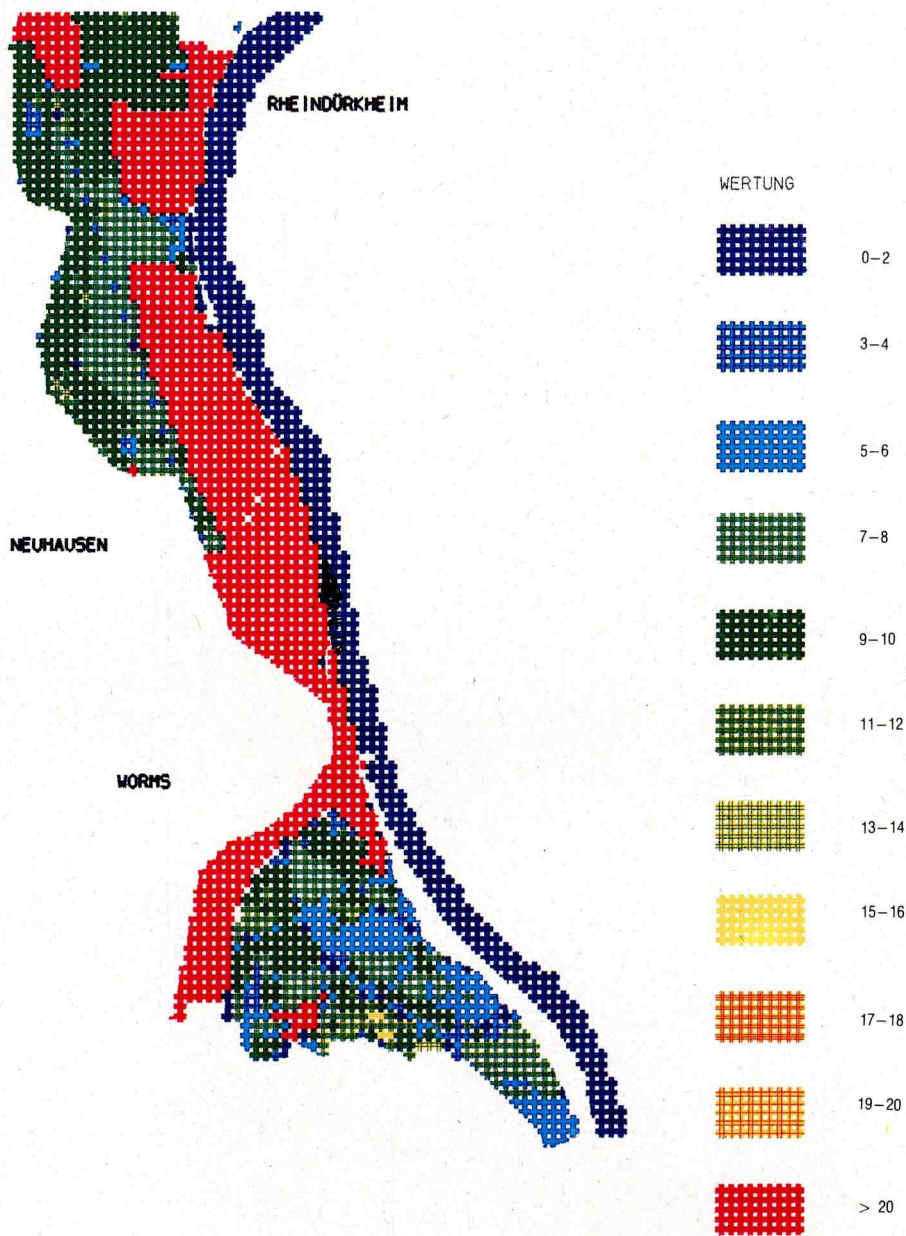 RHEINDÜRKHEIM
NEUHAUSEN
WORMS
WERTUNG
0-2
3-4
5-6
7-8
9-10
11-12
13-14
15-16
17-18
19-20
> 20